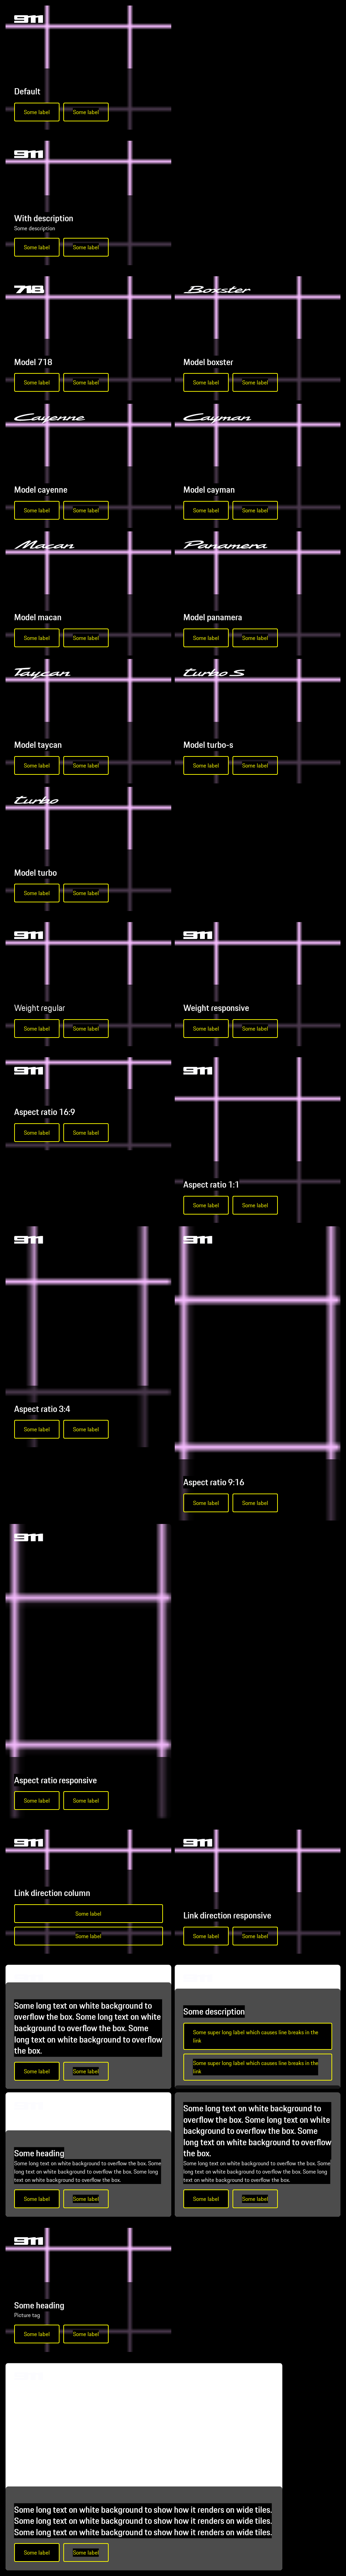 911
Default
Some label Some label
911
With description
Some description
Some label Some label
718 Boxster
Model 718 Model boxster
Some label Some label Some label Some label
Cayenne Cayman
Model cayenne Model cayman
Some label Some label Some label Some label
Macan Panamera
Model macan Model panamera
Some label Some label Some label Some label
Taycan turbo S
Model taycan Model turbo-s
Some label Some label Some label Some label
turbo
Model turbo
Some label Some label
911 911
Weight regular Weight responsive
Some label Some label Some label Some label
911 911
Aspect ratio 16:9
Some label Some label
Aspect ratio 1:1
Some label Some label
911 911
Aspect ratio 3:4
Some label Some label
Aspect ratio 9:16
Some label Some label
911
Aspect ratio responsive
Some label Some label
911
Link direction column
Some label
Some label
911
Link direction responsive
Some label Some label
Some long text on white background to
overflow the box. Some long text on white
background to overflow the box. Some
long text on white background to overflow
the box.
Some label Some label
Some description
Some super long label which causes line breaks in the
link
Some super long label which causes line breaks in the
link
Some heading
Some long text on white background to overflow the box. Some
long text on white background to overflow the box. Some long
text on white background to overflow the box.
Some label Some label
Some long text on white background to
overflow the box. Some long text on white
background to overflow the box. Some
long text on white background to overflow
the box.
Some long text on white background to overflow the box. Some
long text on white background to overflow the box. Some long
text on white background to overflow the box.
Some label Some label
911
Some heading
Picture tag
Some label Some label
Some long text on white background to show how it renders on wide tiles.
Some long text on white background to show how it renders on wide tiles.
Some long text on white background to show how it renders on wide tiles.
Some label Some label